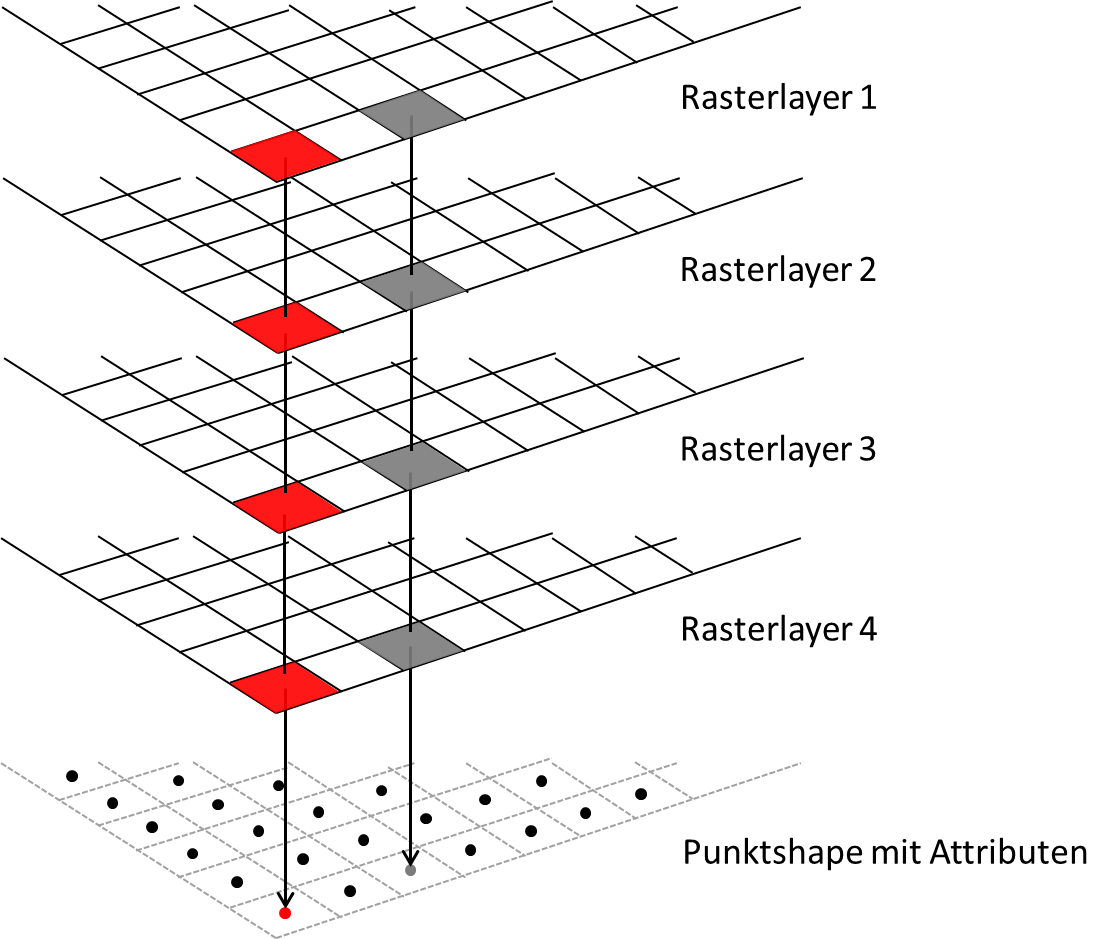 Rasterlayer 1
Rasterlayer 2
Rasterlayer 3
Rasterlayer 4
Punktshape mit Attributen